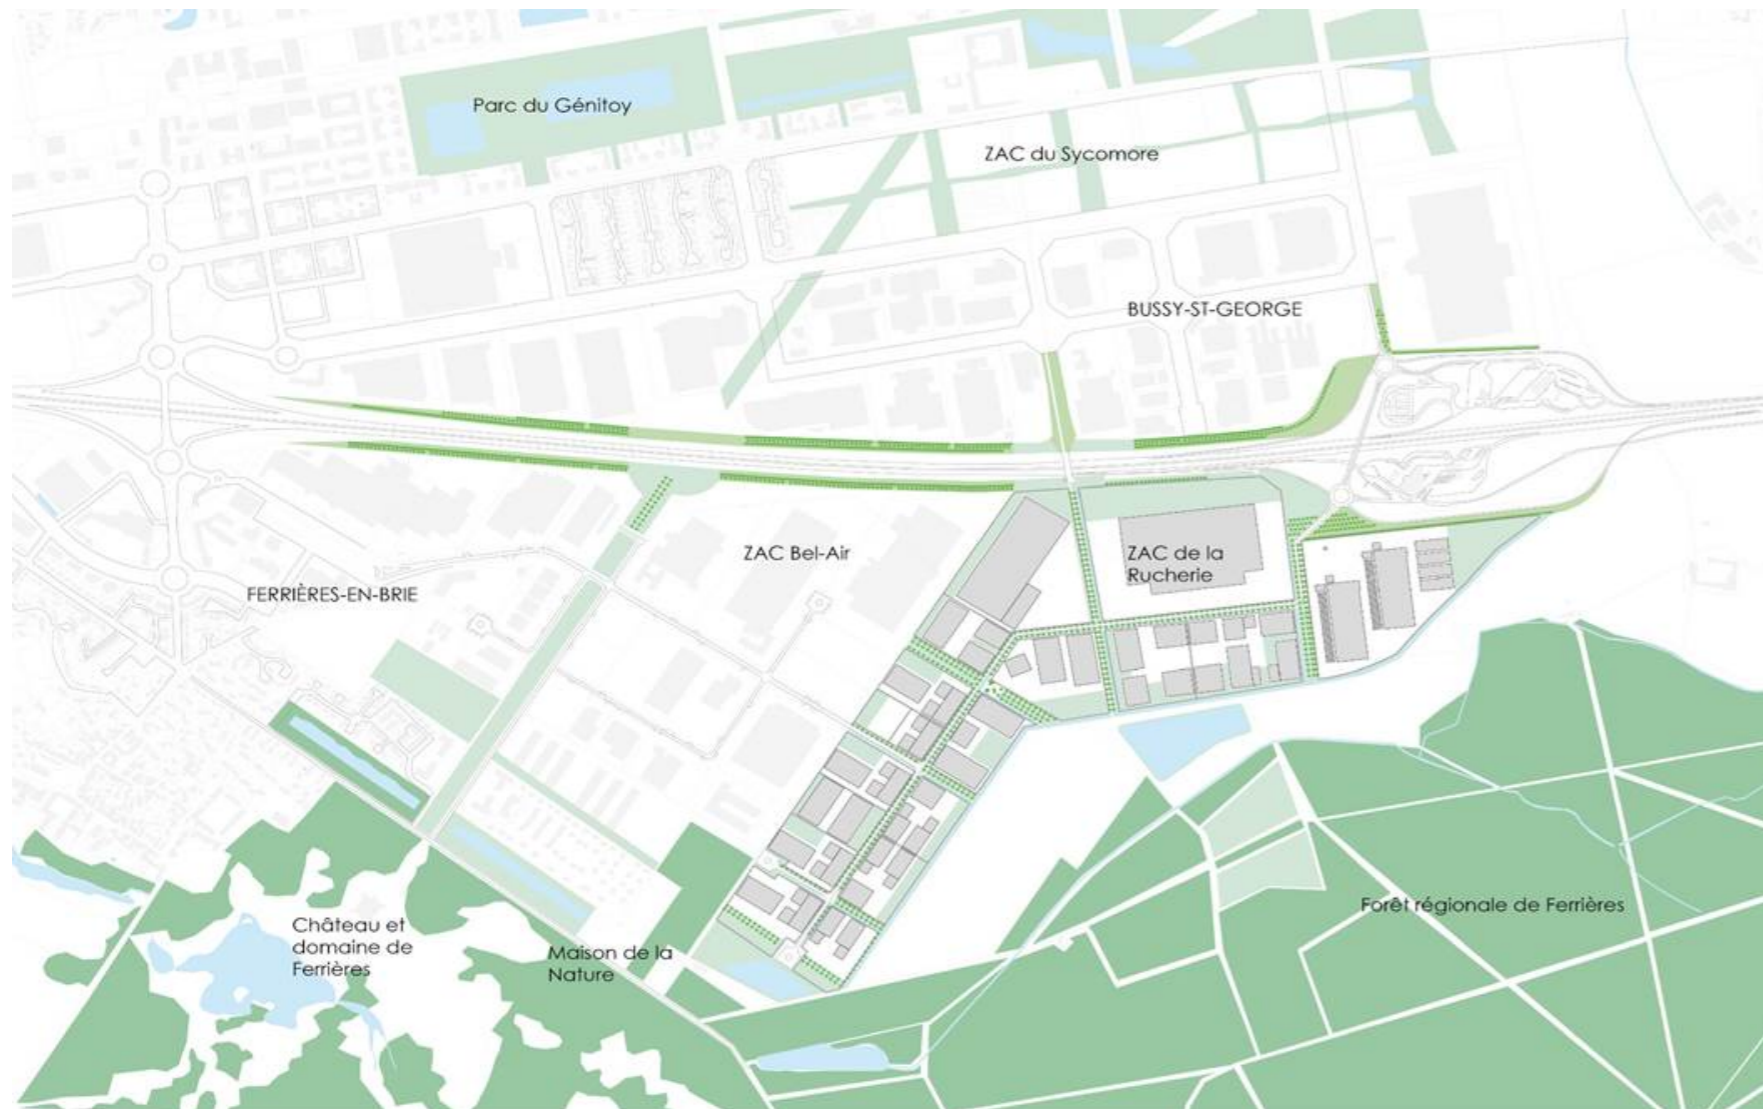 Parc du Génitoy
ZAC du Sycomore
BUSSY-ST-GEORGE
ZAC Bel-Air
ZAC de la
Rucherie
FERRIÈRES-EN-BRIE
Forêt régionale de Ferrières
Château et
domaine de
Ferrières
Maison de la
Nature